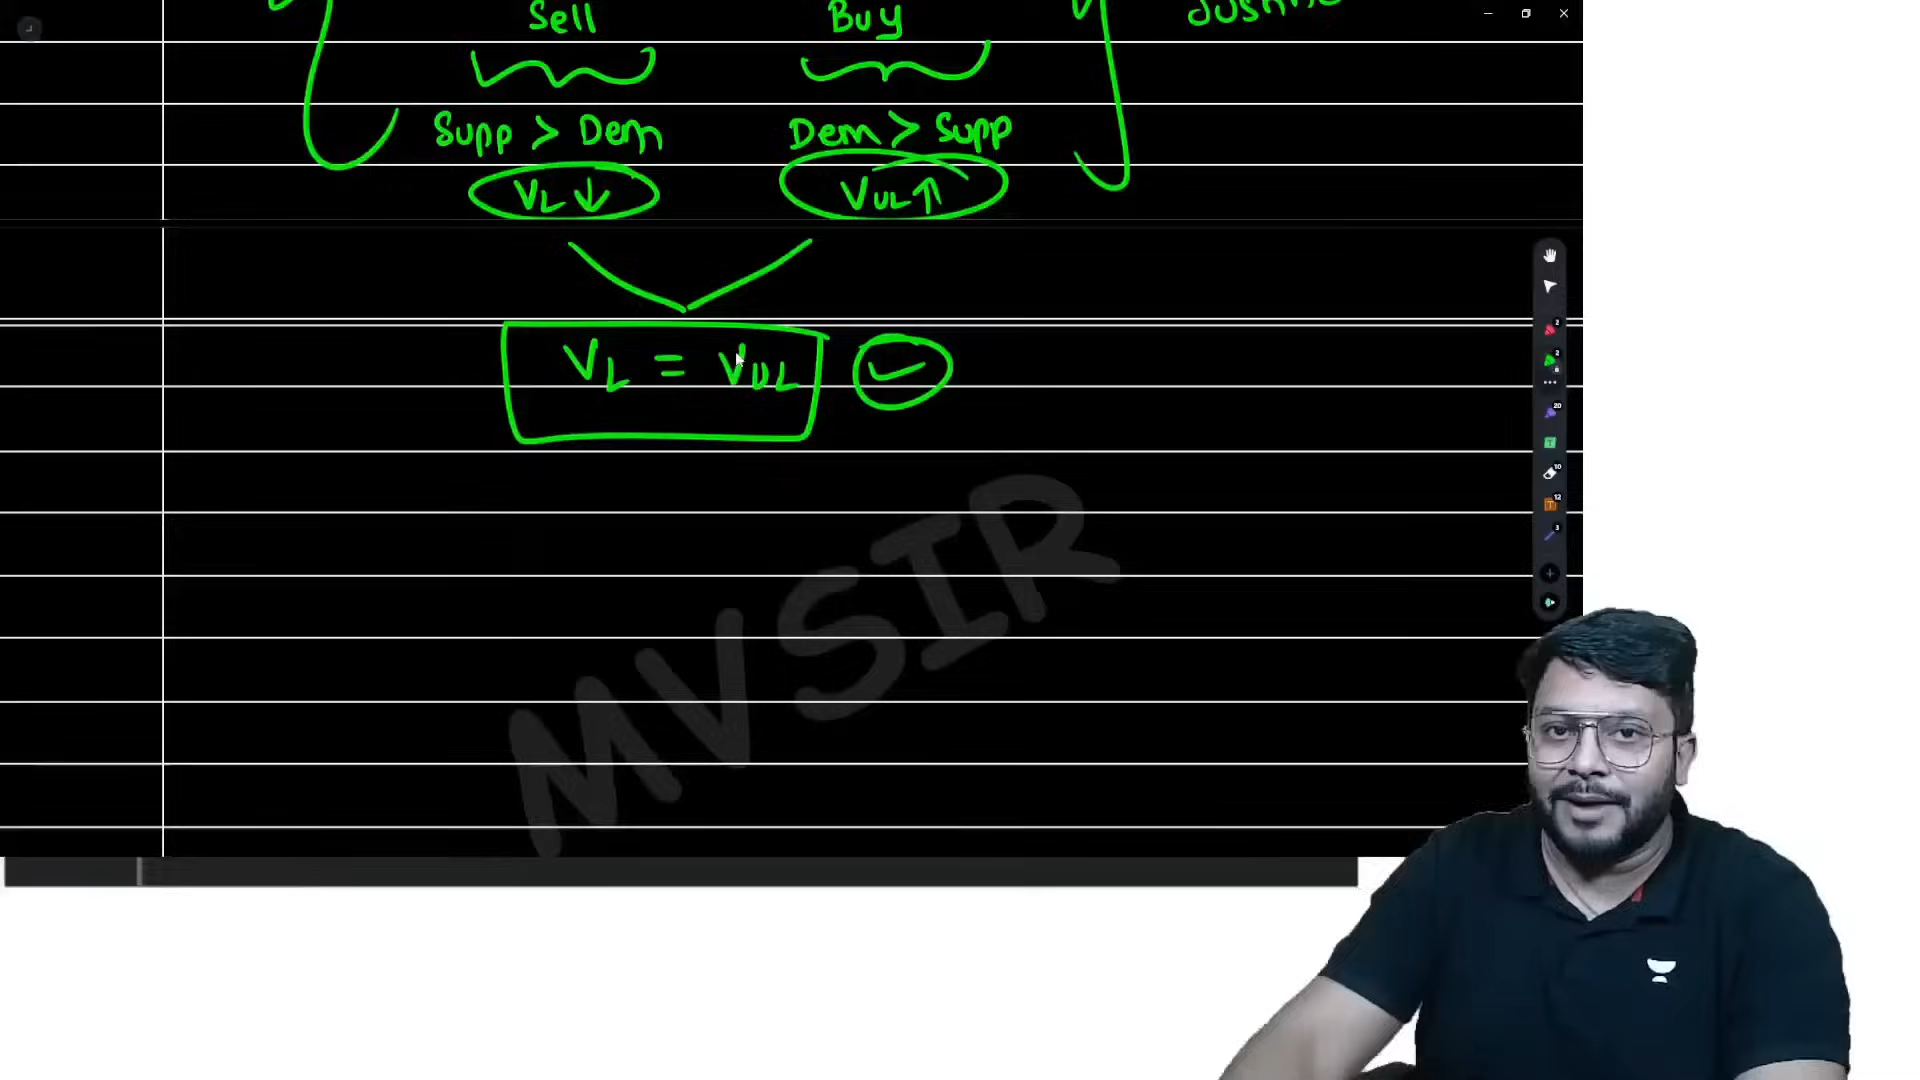 Sell Buy
Supp > Dem Dem > Supp
VL ↓ VUL ↑
VL = VUL
MVSIR